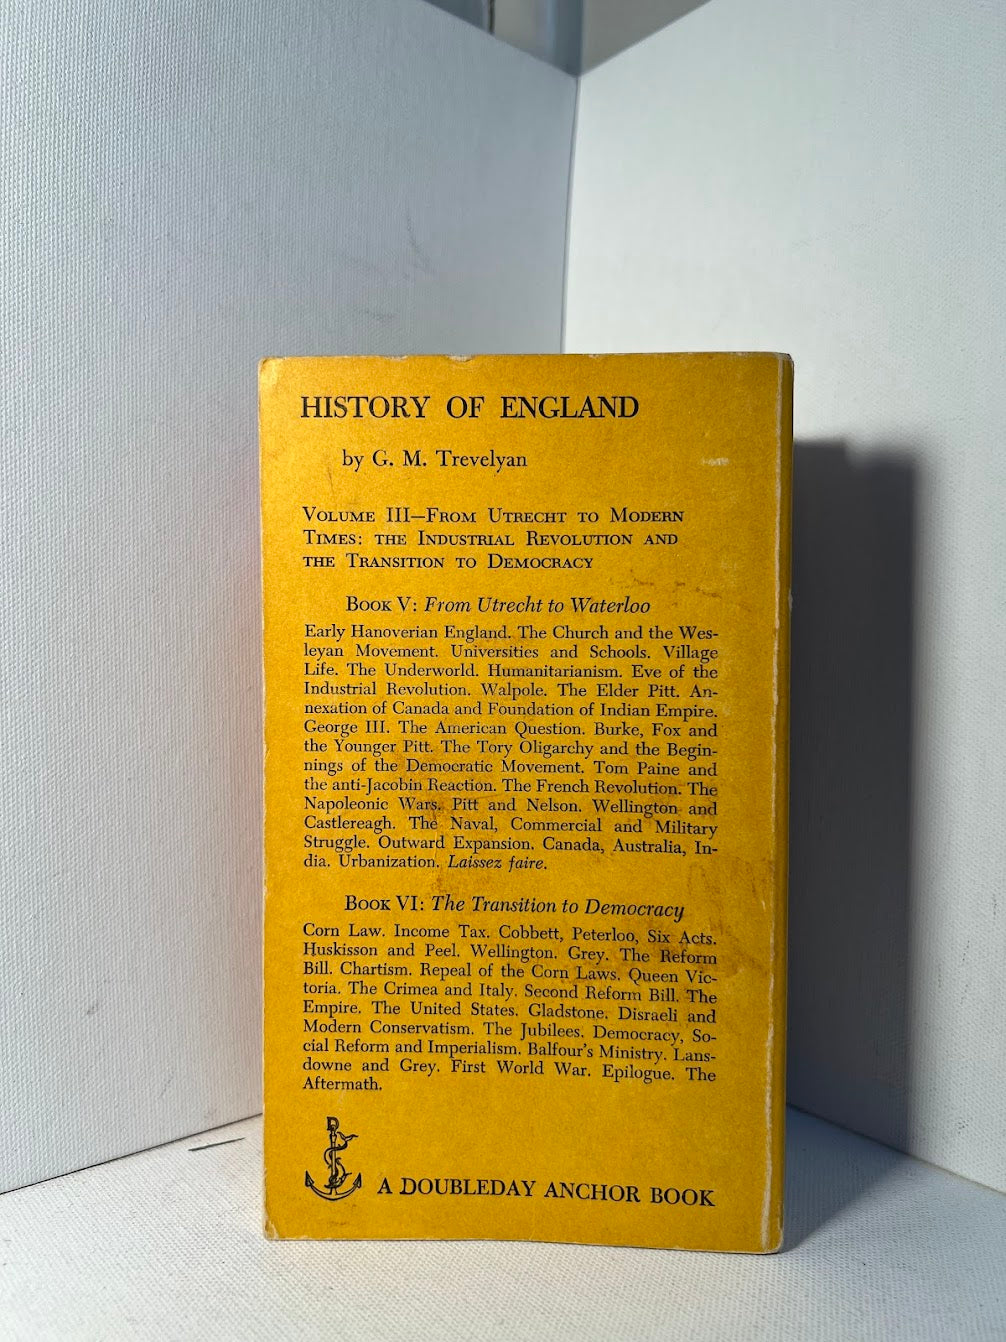 HISTORY OF ENGLAND
by G. M. Trevelyan
VOLUME III—FROM UTRECHT TO MODERN
TIMES: THE INDUSTRIAL REVOLUTION AND
THE TRANSITION TO DEMOCRACY
BOOK V: From Utrecht to Waterloo
Early Hanoverian England. The Church and the Wes-
leyan Movement. Universities and Schools. Village
Life. The Underworld. Humanitarianism. Eve of the
Industrial Revolution. Walpole. The Elder Pitt. An-
nexation of Canada and Foundation of Indian Empire.
George III. The American Question. Burke, Fox and
the Younger Pitt. The Tory Oligarchy and the Begin-
nings of the Democratic Movement. Tom Paine and
the anti-Jacobin Reaction. The French Revolution. The
Napoleonic Wars. Pitt and Nelson. Wellington and
Castlereagh. The Naval, Commercial and Military
Struggle. Outward Expansion. Canada, Australia, In-
dia. Urbanization. Laissez faire.
BOOK VI: The Transition to Democracy
Corn Law. Income Tax. Cobbett, Peterloo, Six Acts.
Huskisson and Peel. Wellington. Grey. The Reform
Bill. Chartism. Repeal of the Corn Laws. Queen Vic-
toria. The Crimea and Italy. Second Reform Bill. The
Empire. The United States. Gladstone. Disraeli and
Modern Conservatism. The Jubilees. Democracy, So-
cial Reform and Imperialism. Balfour's Ministry. Lans-
downe and Grey. First World War. Epilogue. The
Aftermath.
D
A DOUBLEDAY ANCHOR BOOK